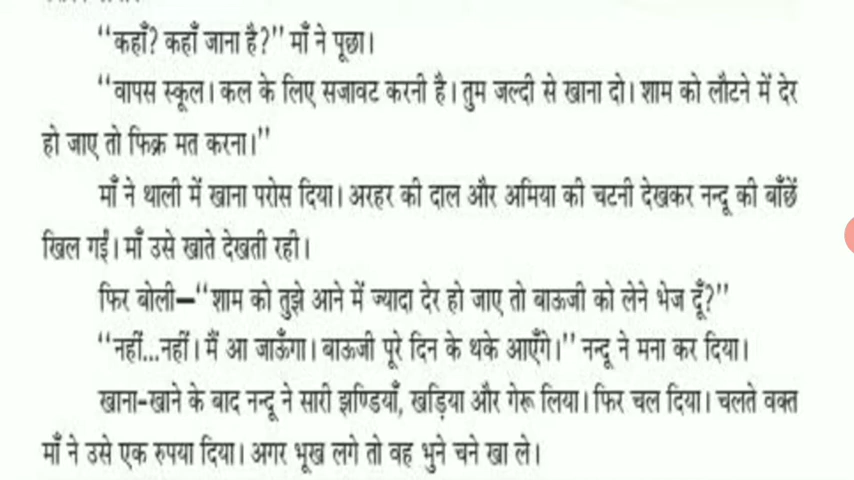 “कहाँ? कहाँ जाना है?” माँ ने पूछा।
“वापस स्कूल। कल के लिए सजावट करनी है। तुम जल्दी से खाना दो। शाम को लौटने में देर
हो जाए तो फिक्र मत करना।”
माँ ने थाली में खाना परोस दिया। अरहर की दाल और अमिया की चटनी देखकर नन्दू की बाँछें
खिल गईं। माँ उसे खाते देखती रही।
फिर बोली—“शाम को तुझे आने में ज्यादा देर हो जाए तो बाऊजी को लेने भेज दूँ?”
“नहीं...नहीं। मैं आ जाऊँगा। बाऊजी पूरे दिन के थके आएँगे।” नन्दू ने मना कर दिया।
खाना-खाने के बाद नन्दू ने सारी झण्डियाँ, खड़िया और गेरू लिया। फिर चल दिया। चलते वक्त
माँ ने उसे एक रुपया दिया। अगर भूख लगे तो वह भुने चने खा ले।